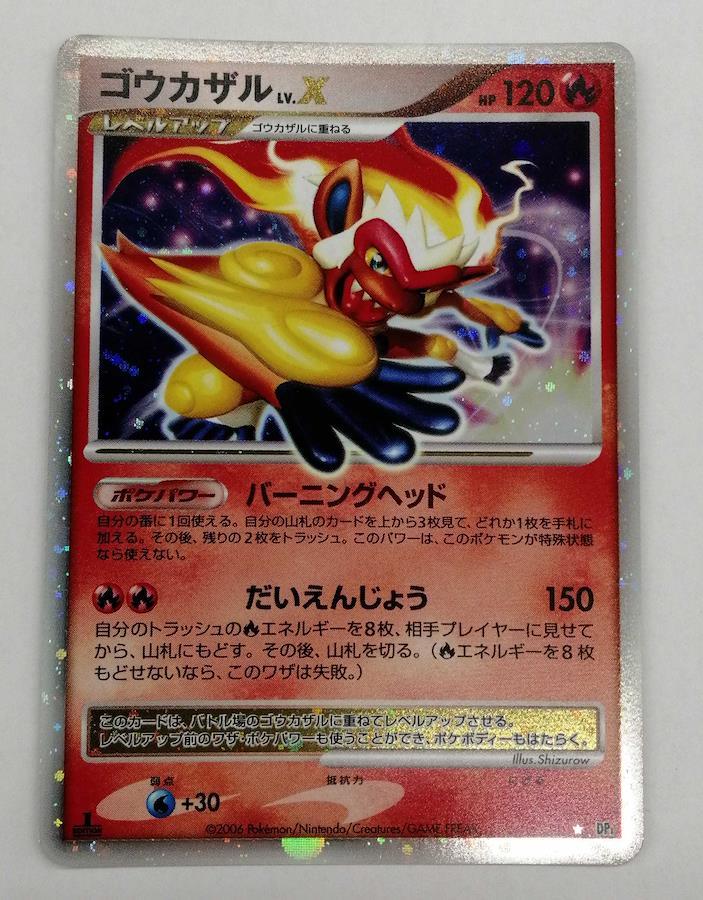 ゴウカザル LV.X HP 120
レベルアップ ゴウカザルに重ねる
ポケパワー バーニングヘッド
自分の番に1回使える。自分の山札のカードを上から3枚見て、どれか1枚を手札に
加える。その後、残りの2枚をトラッシュ。このパワーは、このポケモンが特殊状態
なら使えない。
だいえんじょう 150
自分のトラッシュのエネルギーを8枚、相手プレイヤーに見せて
から、山札にもどす。その後、山札を切る。(エネルギーを8枚
もどせないなら、このワザは失敗。)
このカードは、バトル場のゴウカザルに重ねてレベルアップさせる。
レベルアップ前のワザ・ポケパワーも使うことができ、ポケボディーもはたらく。
Illus.Shizurow
弱点 抵抗力 にげる
+30
1 EDITION ©2006 Pokémon/Nintendo/Creatures/GAME FREAK. DP1